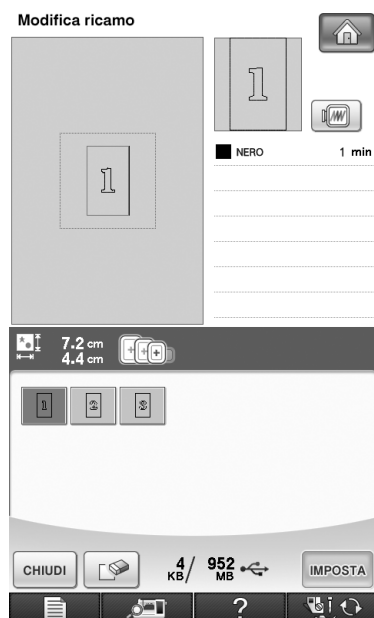 Modifica ricamo
1
1
NERO 1 min
7.2 cm
4.4 cm
1 2 3
CHIUDI 4 KB/ 952 MB IMPOSTA
? i